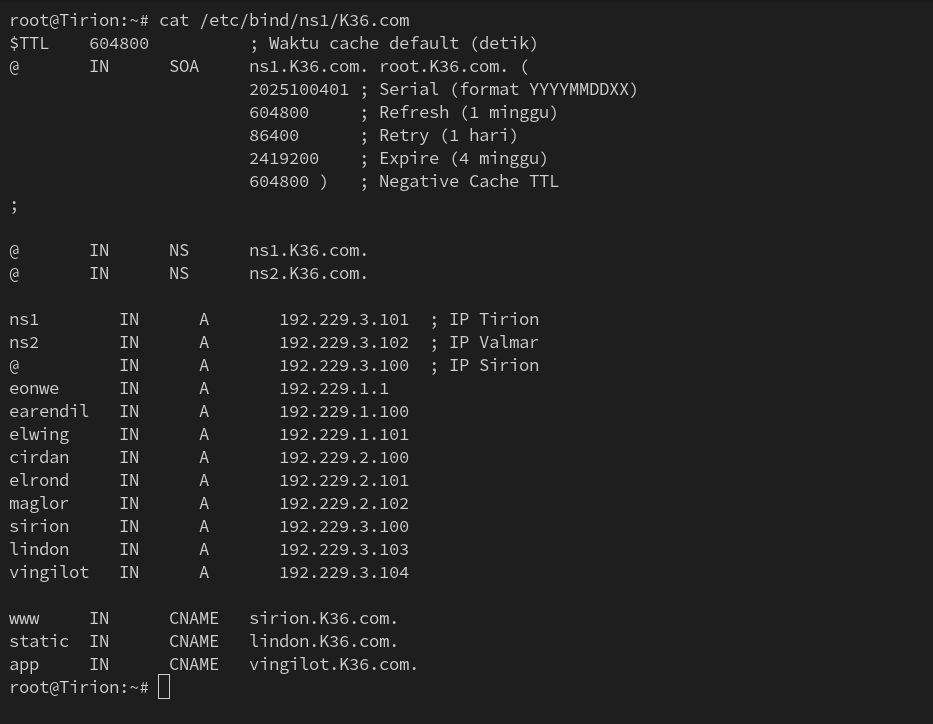 root@Tirion:~# cat /etc/bind/ns1/K36.com
$TTL    604800          ; Waktu cache default (detik)
@       IN      SOA     ns1.K36.com. root.K36.com. (
                        2025100401 ; Serial (format YYYYMMDDXX)
                        604800     ; Refresh (1 minggu)
                        86400      ; Retry (1 hari)
                        2419200    ; Expire (4 minggu)
                        604800 )   ; Negative Cache TTL
;

@       IN      NS      ns1.K36.com.
@       IN      NS      ns2.K36.com.

ns1        IN      A       192.229.3.101  ; IP Tirion
ns2        IN      A       192.229.3.102  ; IP Valmar
@          IN      A       192.229.3.100  ; IP Sirion
eonwe      IN      A       192.229.1.1
earendil   IN      A       192.229.1.100
elwing     IN      A       192.229.1.101
cirdan     IN      A       192.229.2.100
elrond     IN      A       192.229.2.101
maglor     IN      A       192.229.2.102
sirion     IN      A       192.229.3.100
lindon     IN      A       192.229.3.103
vingilot   IN      A       192.229.3.104

www     IN      CNAME   sirion.K36.com.
static  IN      CNAME   lindon.K36.com.
app     IN      CNAME   vingilot.K36.com.
root@Tirion:~#